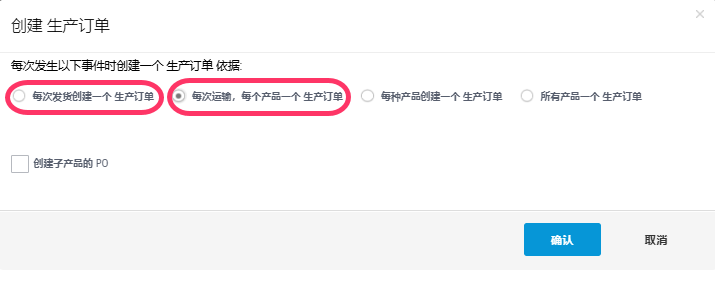 创建 生产订单
×
每次发生以下事件时创建一个 生产订单 依据:
每次发货创建一个 生产订单 每次运输，每个产品一个 生产订单 每种产品创建一个 生产订单 所有产品一个 生产订单
创建子产品的 PO
确认 取消